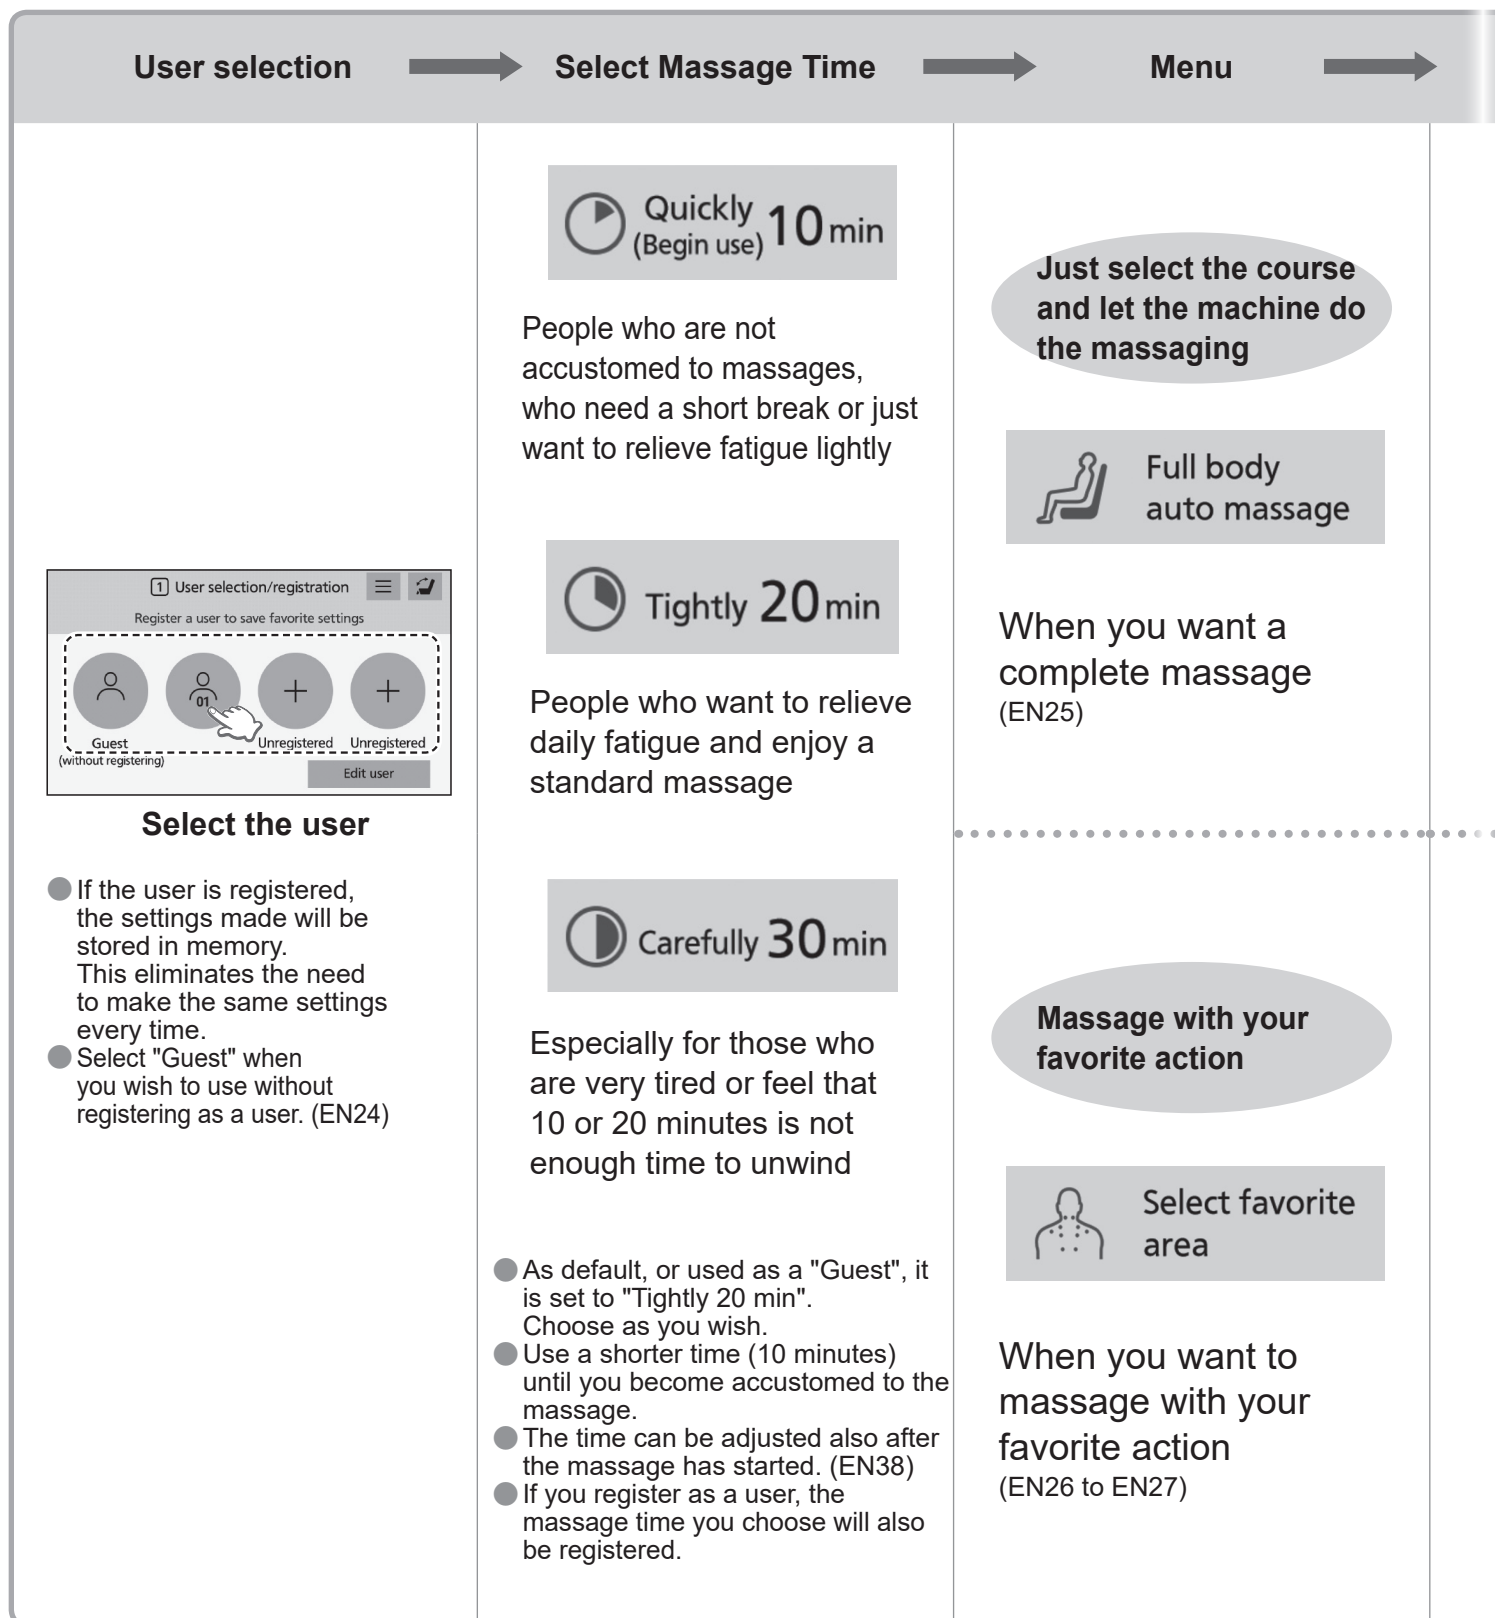 User selection
Select Massage Time
Menu
1 User selection/registration
Register a user to save favorite settings
01
Guest
(without registering)
Unregistered
Unregistered
Edit user
Select the user
● If the user is registered,
the settings made will be
stored in memory.
This eliminates the need
to make the same settings
every time.
● Select "Guest" when
you wish to use without
registering as a user. (EN24)
Quickly
(Begin use)
10 min
People who are not
accustomed to massages,
who need a short break or just
want to relieve fatigue lightly
Tightly 20 min
People who want to relieve
daily fatigue and enjoy a
standard massage
Carefully 30 min
Especially for those who
are very tired or feel that
10 or 20 minutes is not
enough time to unwind
● As default, or used as a "Guest", it
is set to "Tightly 20 min".
Choose as you wish.
● Use a shorter time (10 minutes)
until you become accustomed to the
massage.
● The time can be adjusted also after
the massage has started. (EN38)
● If you register as a user, the
massage time you choose will also
be registered.
Just select the course
and let the machine do
the massaging
Full body
auto massage
When you want a
complete massage
(EN25)
Massage with your
favorite action
Select favorite
area
When you want to
massage with your
favorite action
(EN26 to EN27)